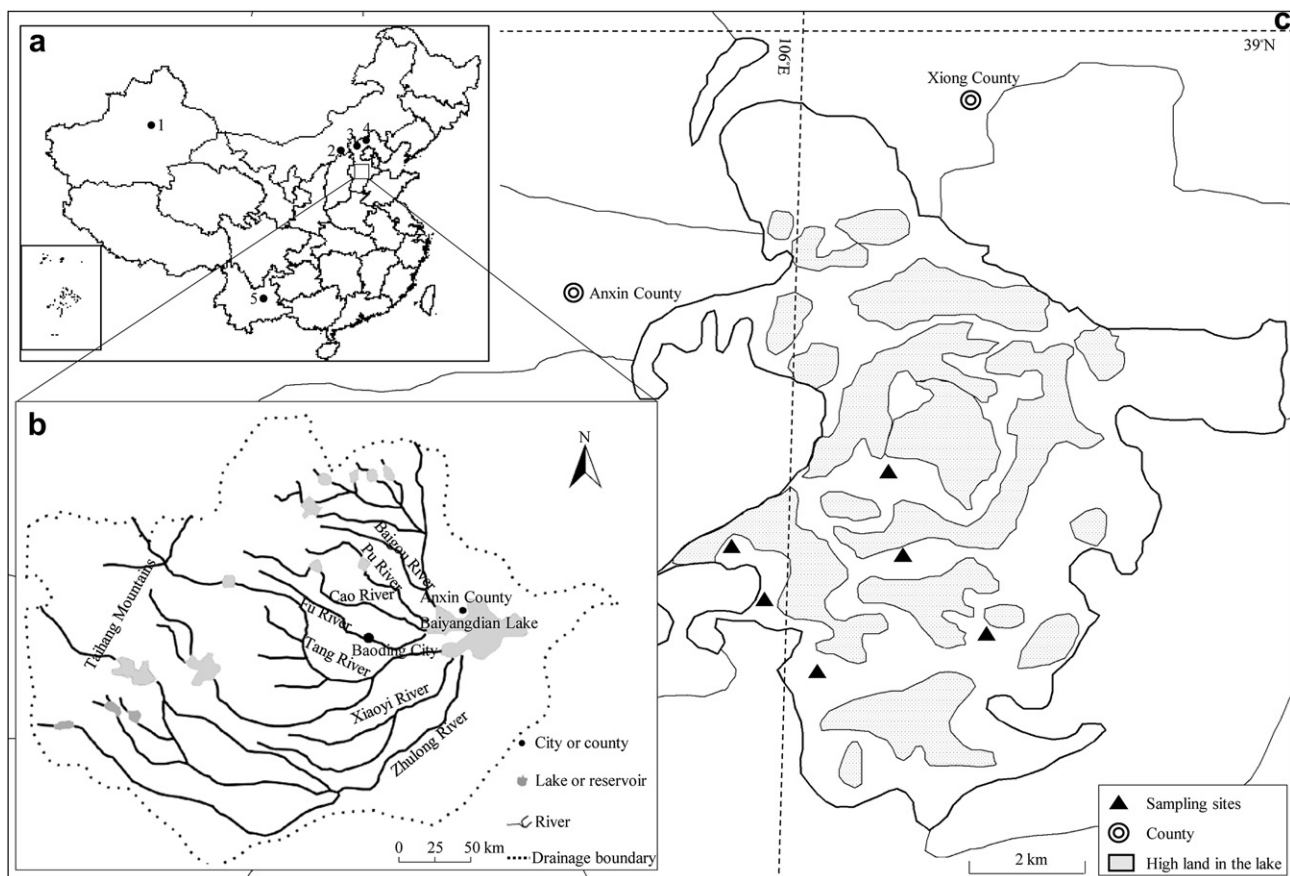 a
1
2
3
4
5
c
106°E
39°N
Xiong County
Anxin County
b
N
Baigou River
Pu River
Cao River
Fu River
Taihang Mountains
Anxin County
Baiyangdian Lake
Baoding City
Tang River
Xiaoyi River
Zhulong River
City or county
Lake or reservoir
River
Drainage boundary
0 25 50 km
Sampling sites
County
High land in the lake
2 km